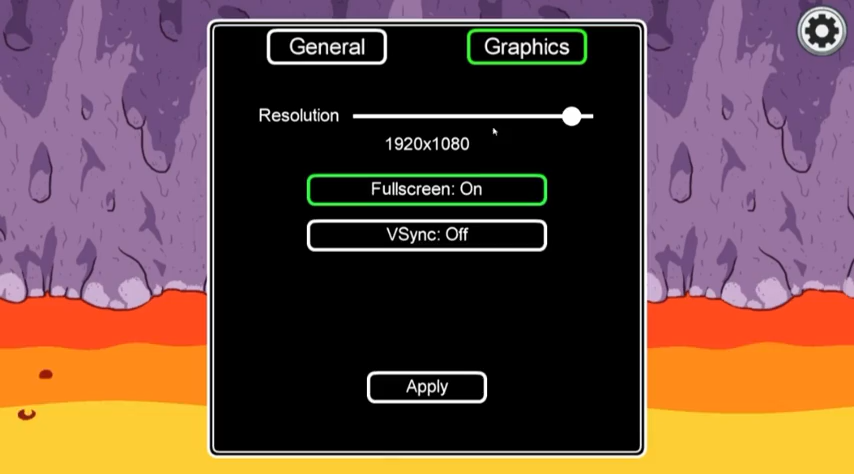 General
Graphics
Resolution
1920x1080
Fullscreen: On
VSync: Off
Apply